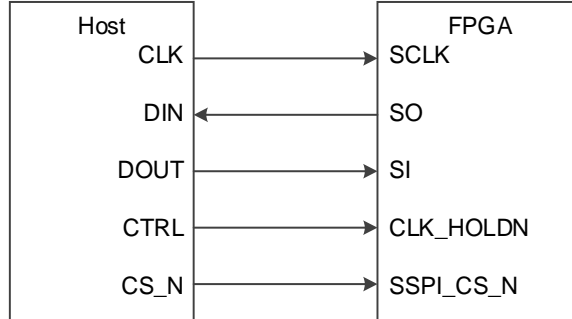 Host FPGA
CLK SCLK
DIN SO
DOUT SI
CTRL CLK_HOLDN
CS_N SSPI_CS_N